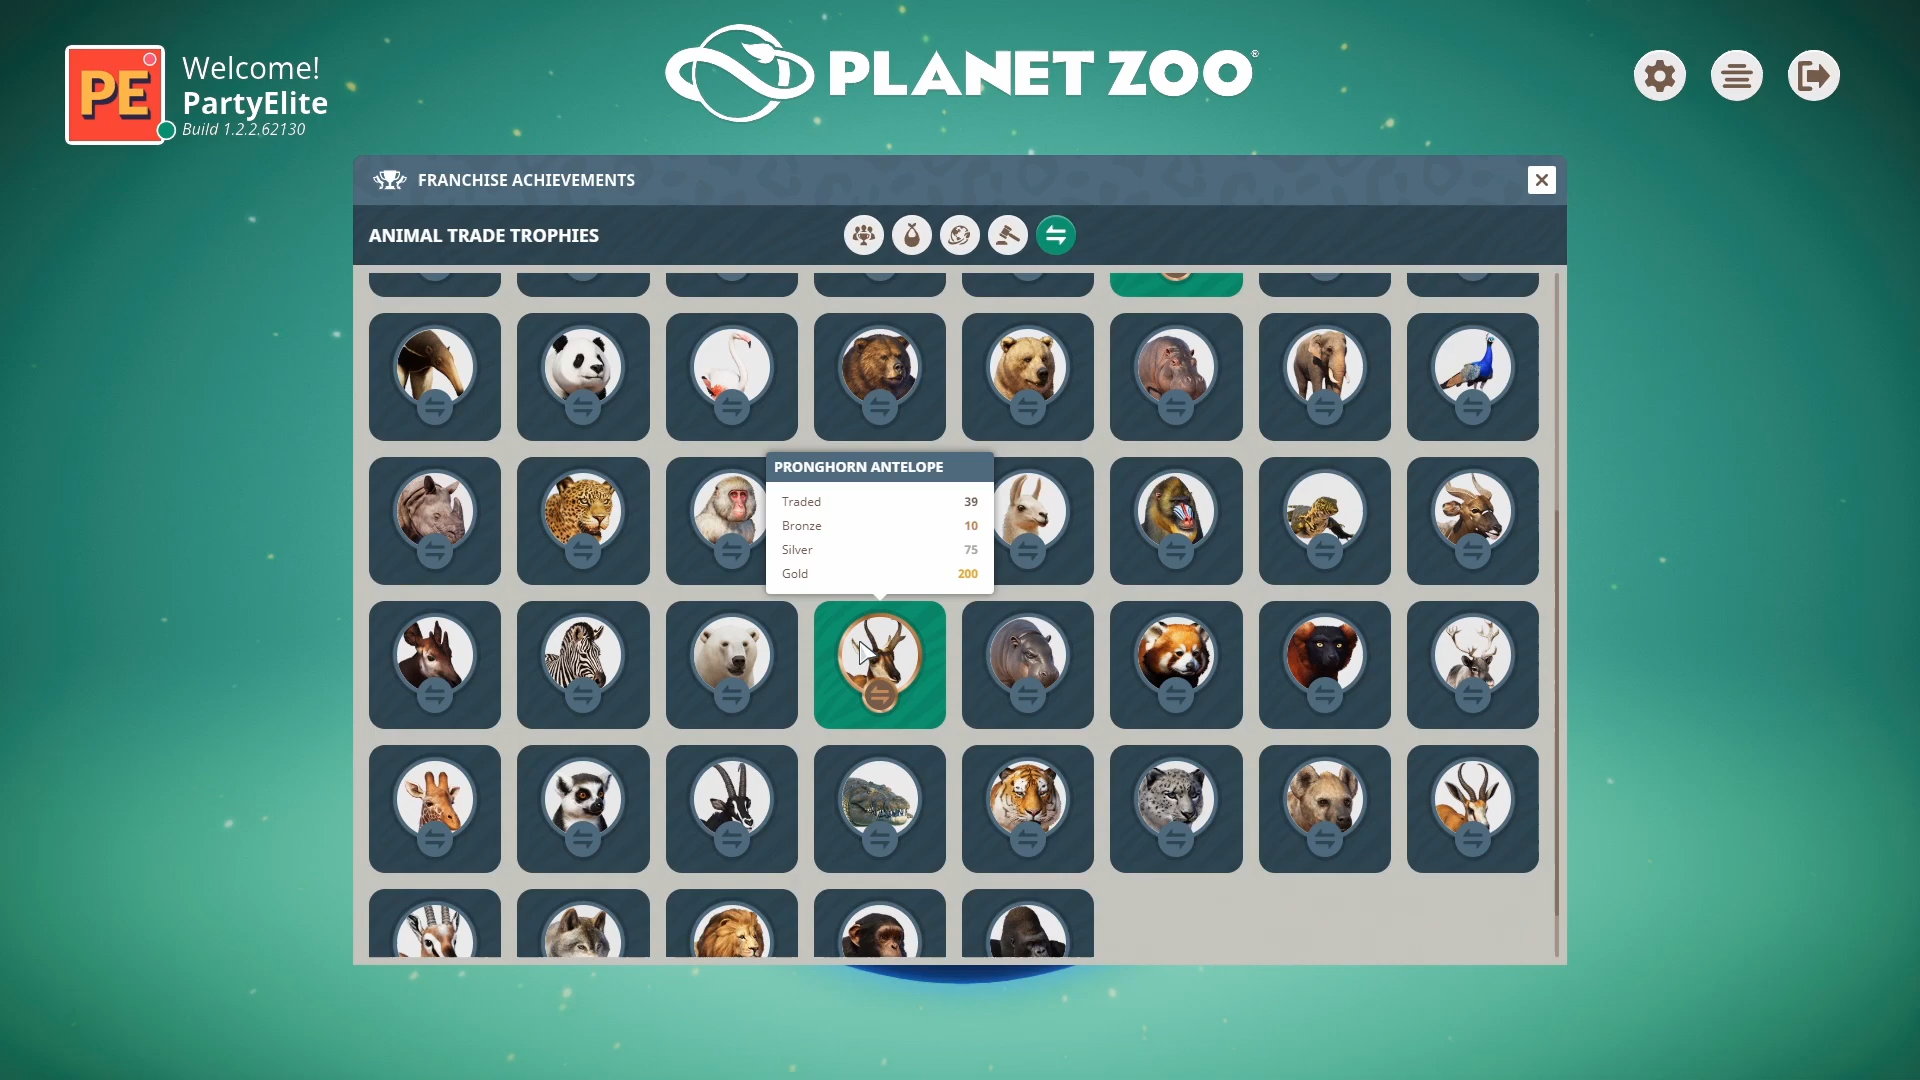 PE
Welcome!
PartyElite
Build 1.2.2.62130
PLANET ZOO®
FRANCHISE ACHIEVEMENTS
ANIMAL TRADE TROPHIES
PRONGHORN ANTELOPE
Traded 39
Bronze 10
Silver 75
Gold 200